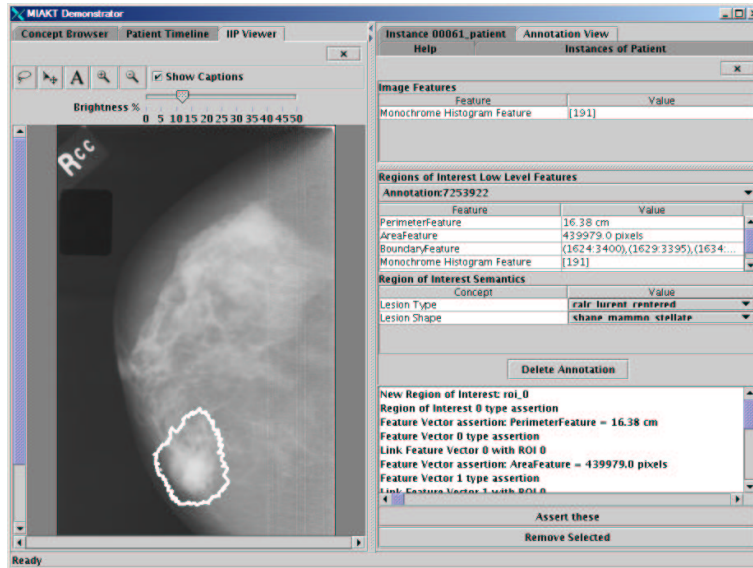 MIAKT Demonstrator
Concept Browser Patient Timeline IIP Viewer
A Show Captions
Brightness %
0 5 10 15 20 25 30 35 40 45 50
Rcc
Instance 00061_patient Annotation View
Help Instances of Patient
Image Features
Feature Value
Monochrome Histogram Feature [191]
Regions of Interest Low Level Features
Annotation:7253922
Feature Value
PerimeterFeature 16.38 cm
AreaFeature 439979.0 pixels
BoundaryFeature (1624:3400),(1629:3395),(1634:...
Monochrome Histogram Feature [191]
Region of Interest Semantics
Concept Value
Lesion Type calc_lucent_centered
Lesion Shape shape_mammo_stellate
Delete Annotation
New Region of Interest: roi_0
Region of Interest 0 type assertion
Feature Vector assertion: PerimeterFeature = 16.38 cm
Feature Vector 0 type assertion
Link Feature Vector 0 with ROI 0
Feature Vector assertion: AreaFeature = 439979.0 pixels
Feature Vector 1 type assertion
Link Feature Vector 1 with ROI 0
Assert these
Remove Selected
Ready